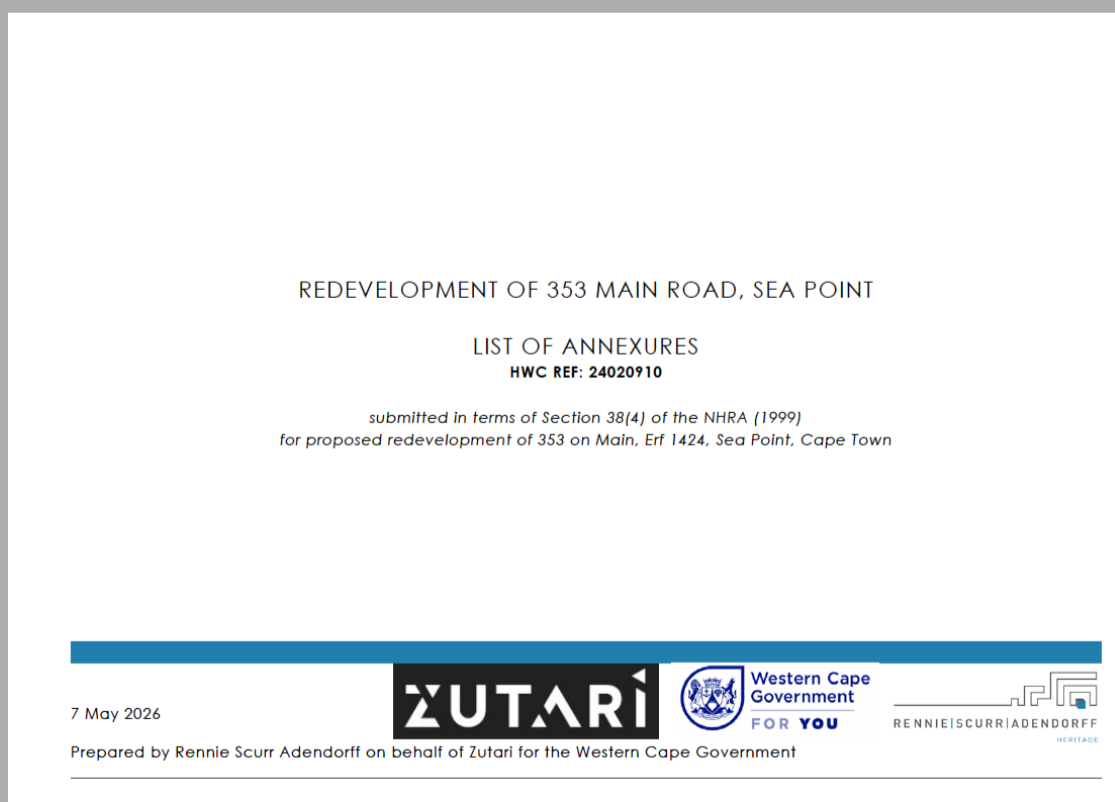 REDEVELOPMENT OF 353 MAIN ROAD, SEA POINT
LIST OF ANNEXURES
HWC REF: 24020910
submitted in terms of Section 38(4) of the NHRA (1999)
for proposed redevelopment of 353 on Main, Erf 1424, Sea Point, Cape Town
ZUTARI
Western Cape
Government
FOR YOU
7 May 2026
RENNIE|SCURR|ADENDORFF
HERITAGE
Prepared by Rennie Scurr Adendorff on behalf of Zutari for the Western Cape Government